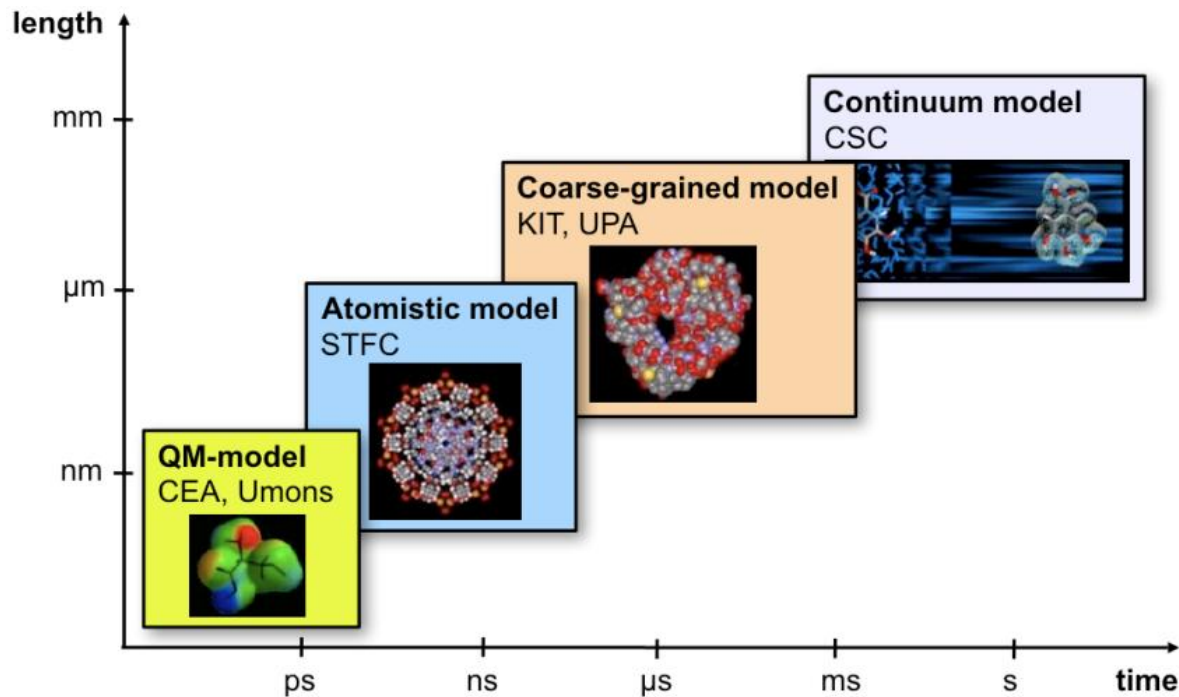 length
mm
Continuum model
CSC
Coarse-grained model
KIT, UPA
µm
Atomistic model
STFC
nm
QM-model
CEA, Umons
ps
ns
µs
ms
s
time